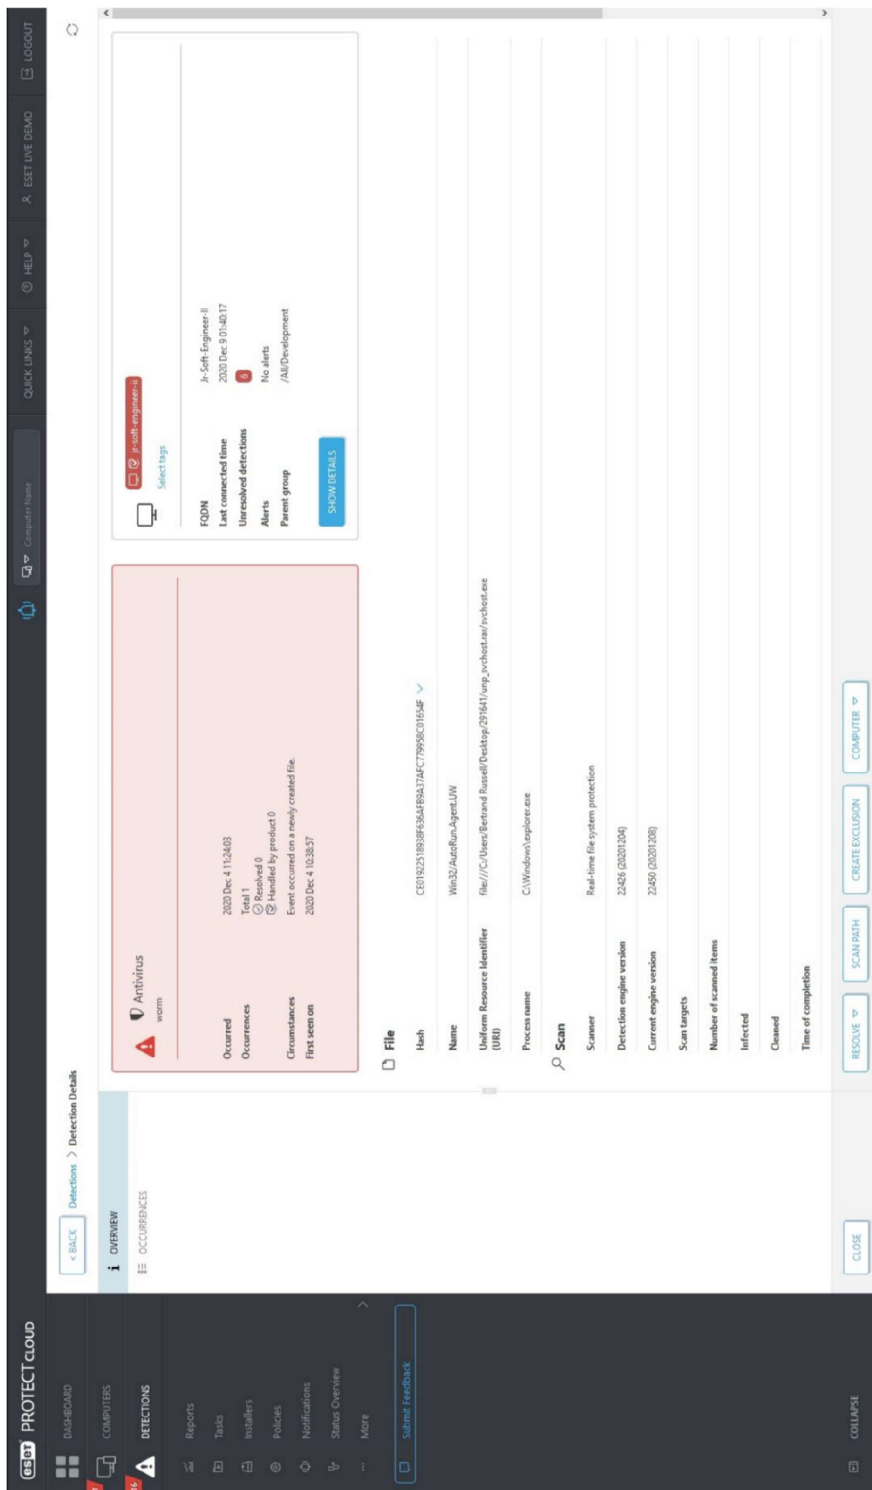 eset PROTECT CLOUD
Computer Name
QUICK LINKS
HELP
ESET LIVE DEMO
LOGOUT
DASHBOARD
COMPUTERS
DETECTIONS
Reports
Tasks
Installers
Policies
Notifications
Status Overview
More
Submit Feedback
COLLAPSE
< BACK
Detections > Detection Details
OVERVIEW
OCCURRENCES
Antivirus
worm
Occurred 2020 Dec 4 11:24:03
Occurrences Total 1
Resolved 0
Handled by product 0
Circumstances Event occurred on a newly created file.
First seen on 2020 Dec 4 10:38:57
jr-soft-engineer-ii
Select tags
FQDN Jr-Soft-Engineer-II
Last connected time 2020 Dec 9 01:40:17
Unresolved detections 6
Alerts No alerts
Parent group /All/Development
SHOW DETAILS
File
Hash CE01922518938F636AFB9A37AFC779958C01654F
Name Win32/AutoRun.Agent.UW
Uniform Resource Identifier (URI) file:///C:/Users/Bertrand Russell/Desktop/291641/unp_svchost.rar/svchost.exe
Process name C:\Windows\explorer.exe
Scan
Scanner Real-time file system protection
Detection engine version 22426 (20201204)
Current engine version 22450 (20201208)
Scan targets
Number of scanned items
Infected
Cleaned
Time of completion
CLOSE
RESOLVE
SCAN PATH
CREATE EXCLUSION
COMPUTER